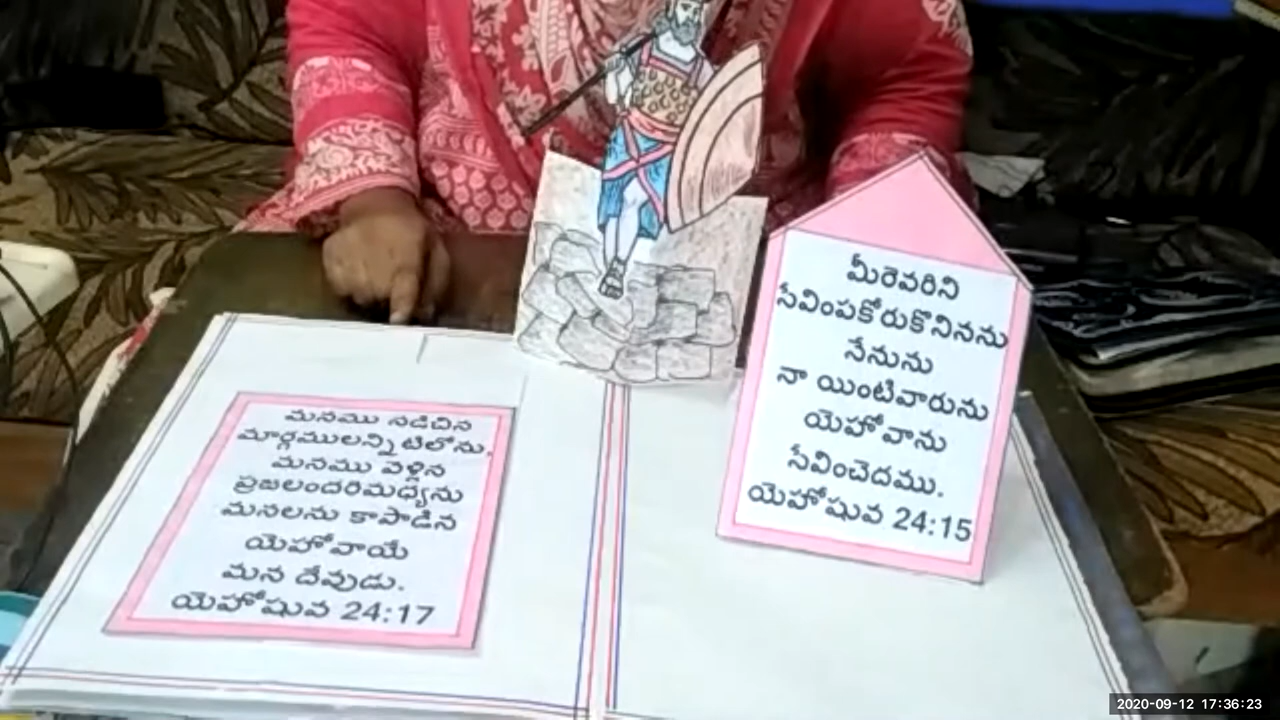 మనము నడిచిన
మార్గములన్ని టిలోను,
మనము వెళ్లిన
ప్రజలందరిమధ్యను
మనలను కాపాడిన
యెహోవాయే
మన దేవుడు.
యెహోషువ 24:17
మీరెవరిని
సేవింపకోరుకొనినను
నేనును
నా యింటివారును
యెహోవాను
సేవించెదము.
యెహోషువ 24:15
2020-09-12 17:36:23